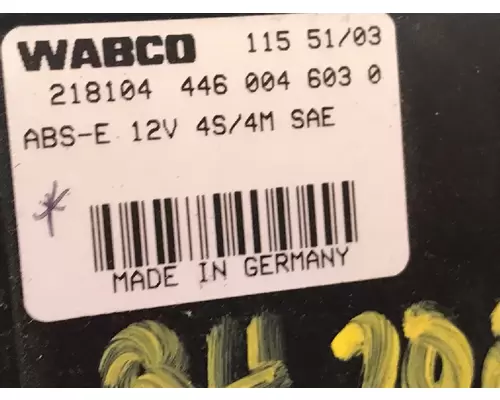 WABCO 115 51/03
218104 446 004 603 0
ABS-E 12V 4S/4M SAE
MADE IN GERMANY